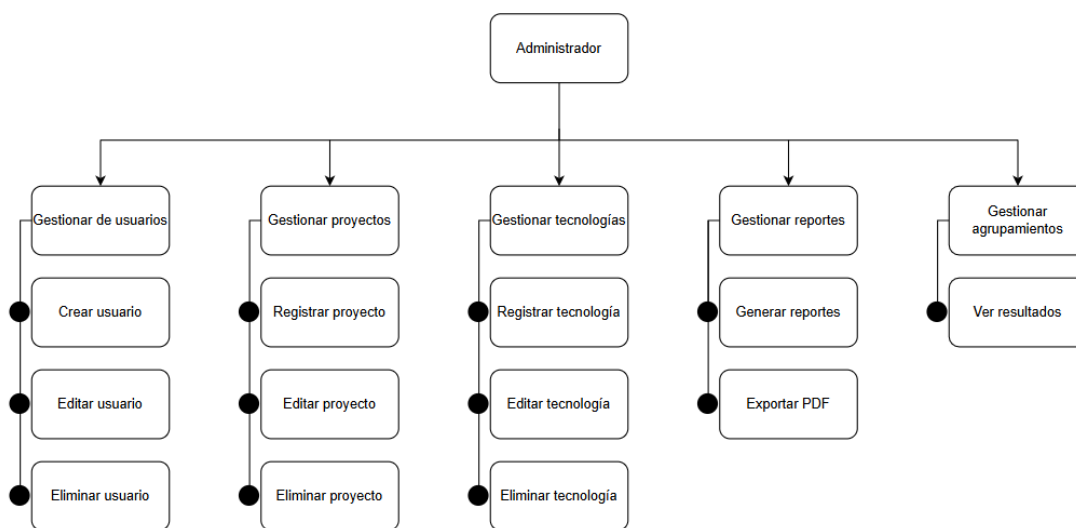 Administrador
Gestionar de usuarios
Gestionar proyectos
Gestionar tecnologías
Gestionar reportes
Gestionar
agrupamientos
Crear usuario
Registrar proyecto
Registrar tecnología
Generar reportes
Ver resultados
Editar usuario
Editar proyecto
Editar tecnología
Exportar PDF
Eliminar usuario
Eliminar proyecto
Eliminar tecnología